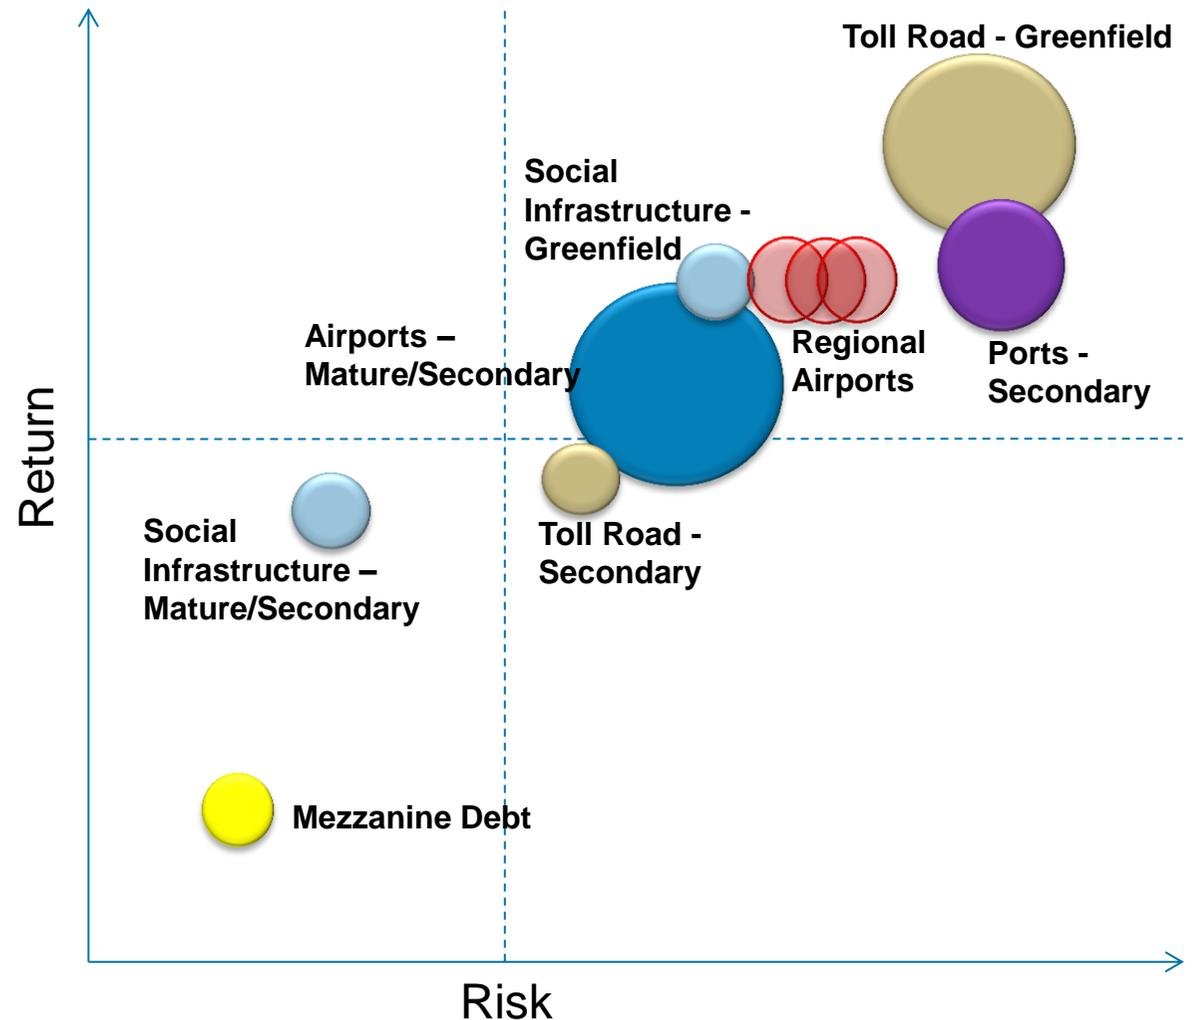 Toll Road - Greenfield
Social
Infrastructure -
Greenfield
Airports –
Mature/Secondary
Regional
Airports
Ports -
Secondary
Return
Social
Infrastructure –
Mature/Secondary
Toll Road -
Secondary
Mezzanine Debt
Risk